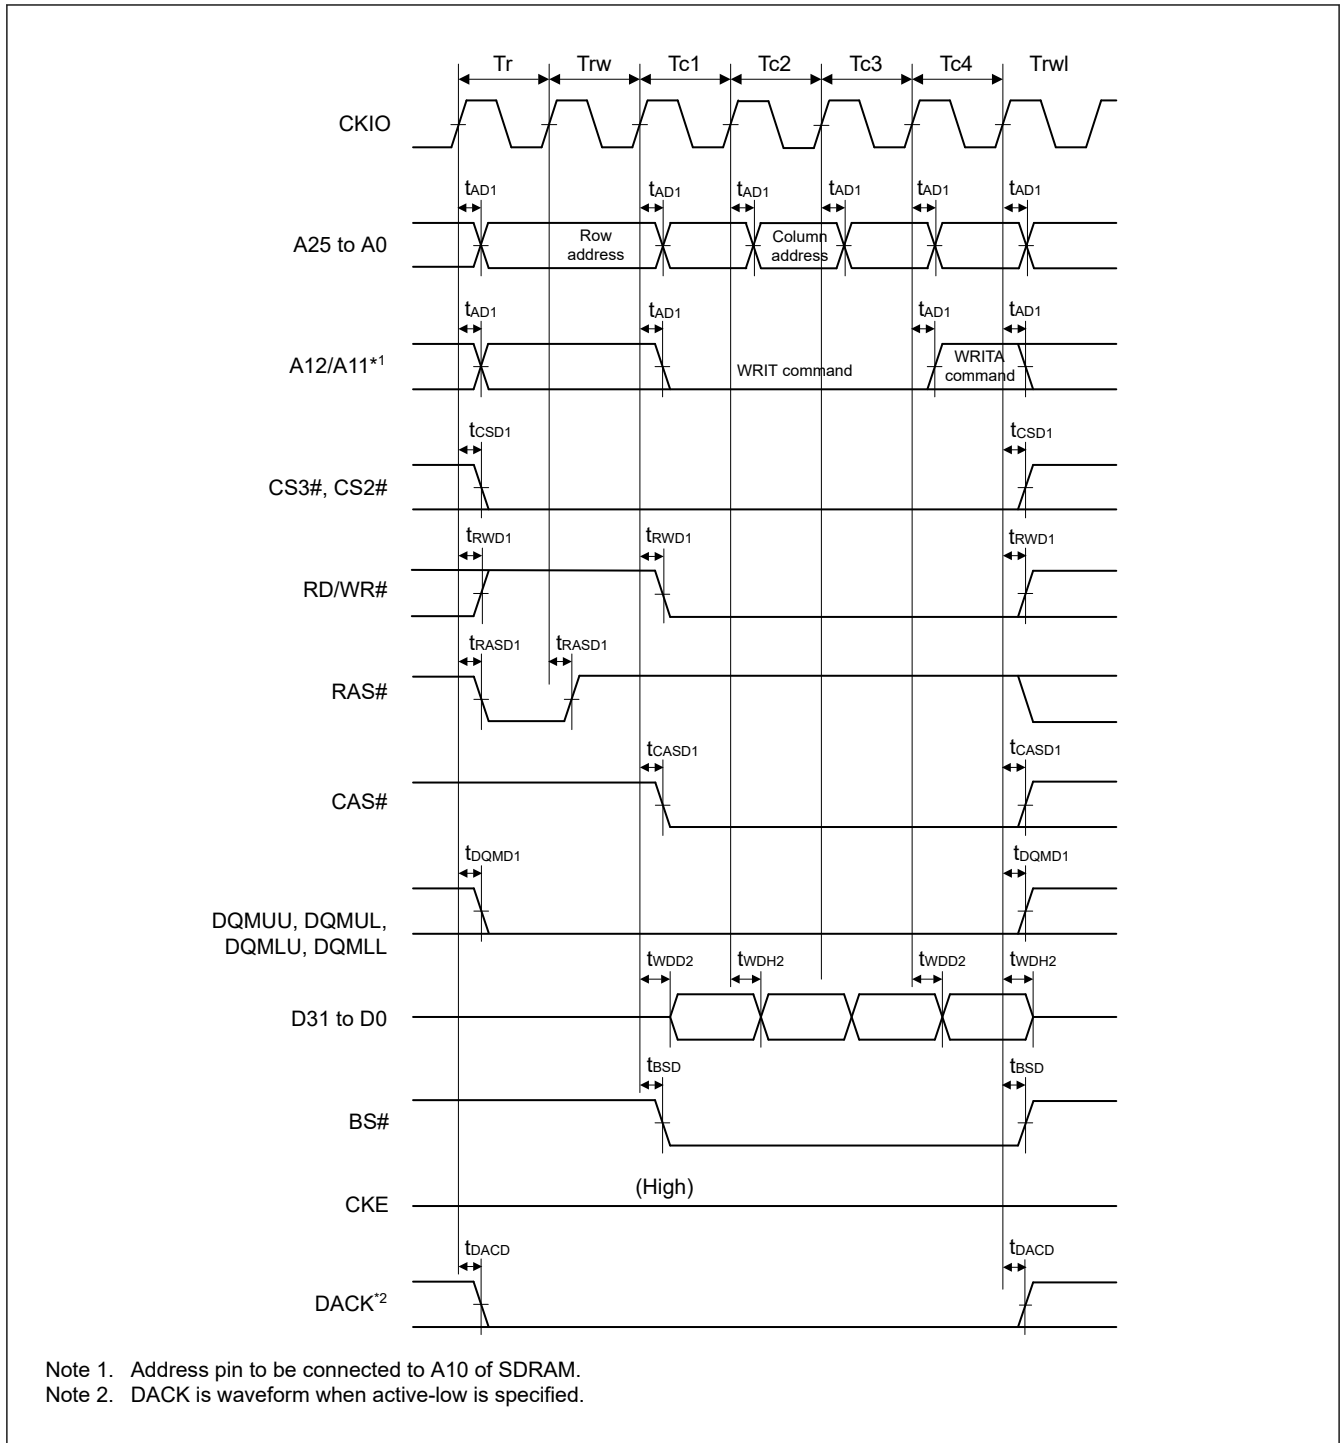 Tr Trw Tc1 Tc2 Tc3 Tc4 Trwl
CKIO
tAD1 tAD1 tAD1 tAD1 tAD1 tAD1
A25 to A0
Row
address
Column
address
tAD1 tAD1 tAD1 tAD1
A12/A11*1
WRIT command
WRITA
command
tCSD1 tCSD1
CS3#, CS2#
tRWD1 tRWD1 tRWD1
RD/WR#
tRASD1 tRASD1
RAS#
tCASD1 tCASD1
CAS#
tDQMD1 tDQMD1
DQMUU, DQMUL,
DQMLU, DQMLL
tWDD2 tWDH2 tWDD2 tWDH2
D31 to D0
tBSD tBSD
BS#
(High)
CKE
tDACD tDACD
DACK*2
Note 1. Address pin to be connected to A10 of SDRAM.
Note 2. DACK is waveform when active-low is specified.